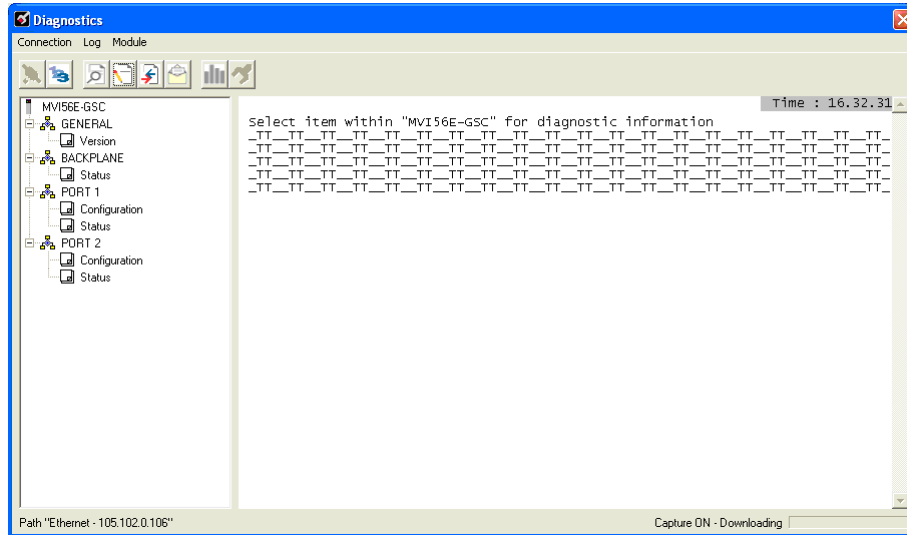 Diagnostics
Connection Log Module
MVI56E-GSC
GENERAL
Version
BACKPLANE
Status
PORT 1
Configuration
Status
PORT 2
Configuration
Status
Time : 16.32.31
Select item within "MVI56E-GSC" for diagnostic information
_TT__TT__TT__TT__TT__TT__TT__TT__TT__TT__TT__TT__TT__TT__TT__TT__TT__TT__TT__TT_
_TT__TT__TT__TT__TT__TT__TT__TT__TT__TT__TT__TT__TT__TT__TT__TT__TT__TT__TT__TT_
_TT__TT__TT__TT__TT__TT__TT__TT__TT__TT__TT__TT__TT__TT__TT__TT__TT__TT__TT__TT_
_TT__TT__TT__TT__TT__TT__TT__TT__TT__TT__TT__TT__TT__TT__TT__TT__TT__TT__TT__TT_
_TT__TT__TT__TT__TT__TT__TT__TT__TT__TT__TT__TT__TT__TT__TT__TT__TT__TT__TT__TT_
Path "Ethernet - 105.102.0.106"
Capture ON - Downloading